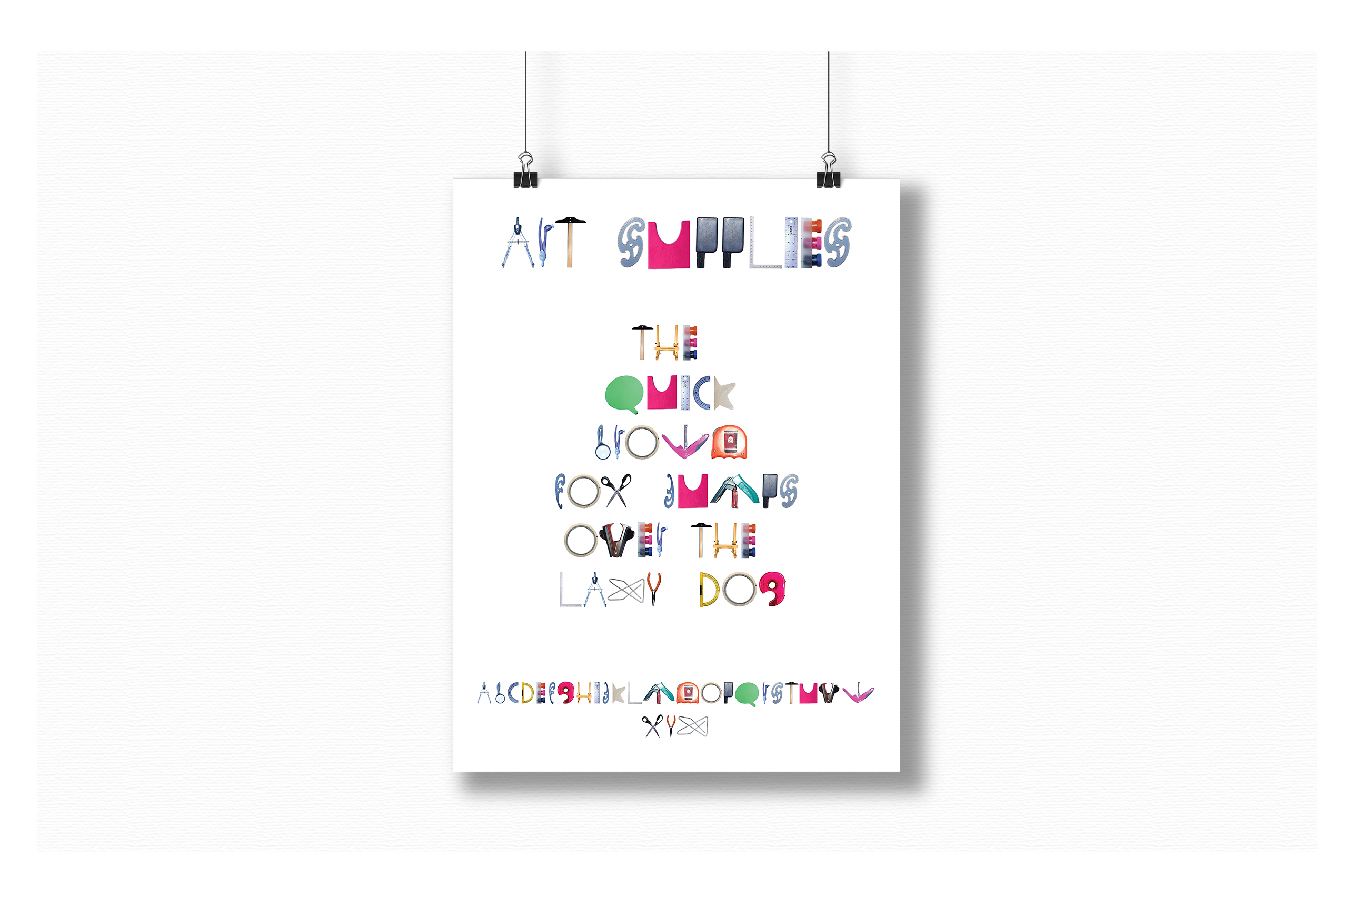 ART SUPPLIES
THE
QUICK
bROWN
FOX JUMPS
OVEr THE
LAZY DOg
AbCDEFgHIJKLMNOPQrSTUVW
XYZ